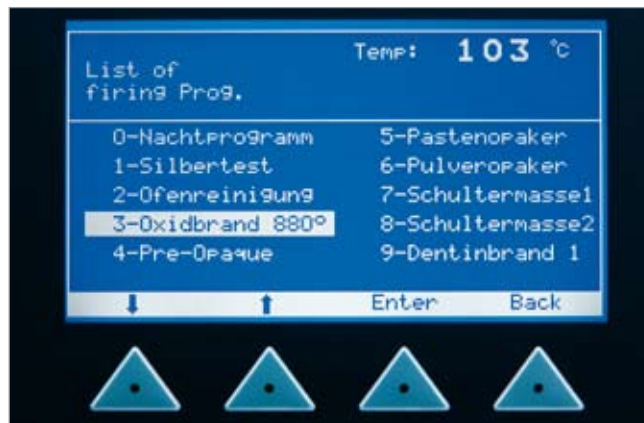 Temp: 103 °C
List of
firing Prog.
0-Nachtprogramm
1-Silbertest
2-Ofenreinigung
3-Oxidbrand 880°
4-Pre-Opaque
5-Pastenopaker
6-Pulveropaker
7-Schultermasse1
8-Schultermasse2
9-Dentinbrand 1
Enter Back